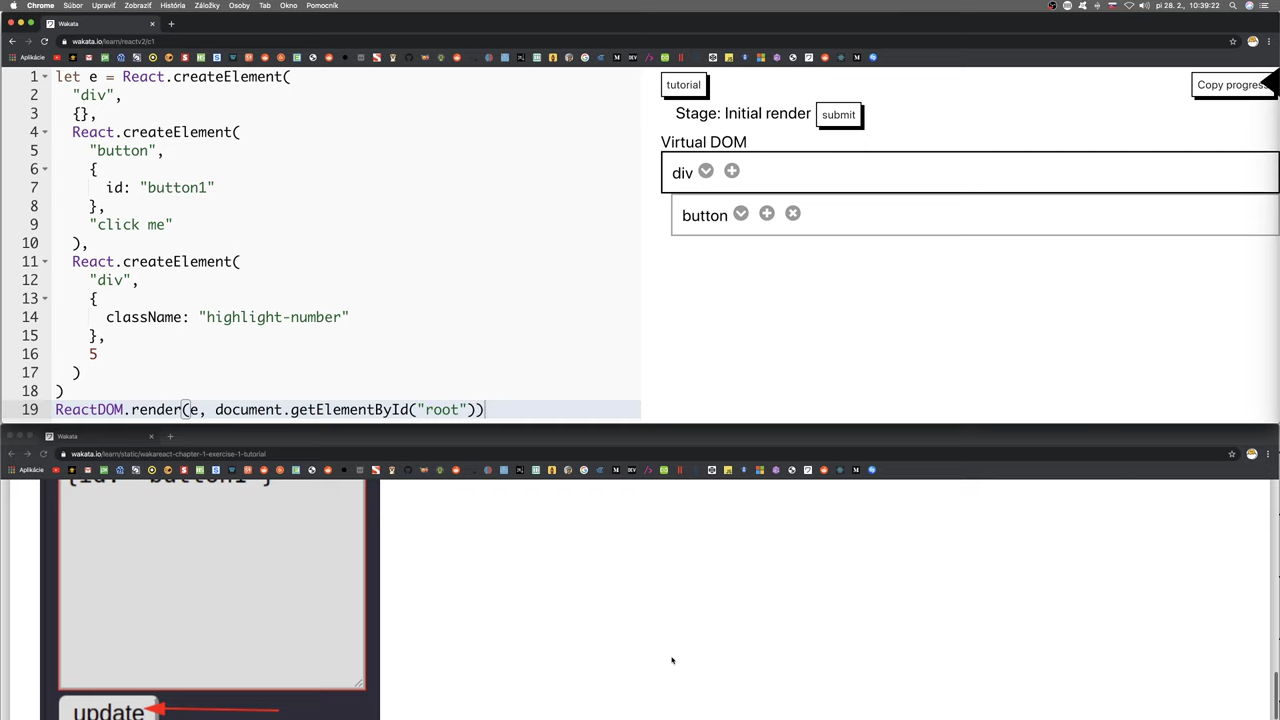 Chrome Súbor Upraviť Zobraziť História Záložky Osoby Tab Okno Pomocník
pi 28. 2., 10:39:22
Wakata
wakata.io/learn/reactv2/c1
Aplikácie
1 let e = React.createElement(
2 "div",
3 {},
4 React.createElement(
5 "button",
6 {
7 id: "button1"
8 },
9 "click me"
10 ),
11 React.createElement(
12 "div",
13 {
14 className: "highlight-number"
15 },
16 5
17 )
18 )
19 ReactDOM.render(e, document.getElementById("root"))
tutorial
Copy progress
Stage: Initial render submit
Virtual DOM
div
button
Wakata
wakata.io/learn/static/wakareact-chapter-1-exercise-1-tutorial
Aplikácie
{id: "button1"}
update